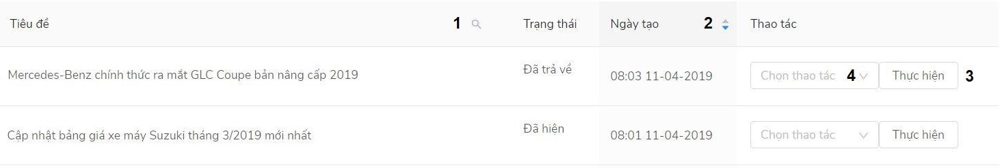 Tiêu đề 1 Trạng thái Ngày tạo 2 Thao tác
Mercedes-Benz chính thức ra mắt GLC Coupe bản nâng cấp 2019 Đã trả về 08:03 11-04-2019 Chọn thao tác 4 Thực hiện 3
Cập nhật bảng giá xe máy Suzuki tháng 3/2019 mới nhất Đã hiện 08:01 11-04-2019 Chọn thao tác Thực hiện